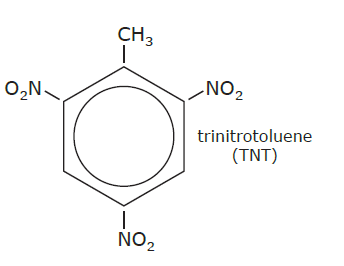 CH₃
O₂N
NO₂
trinitrotoluene
(TNT)
NO₂